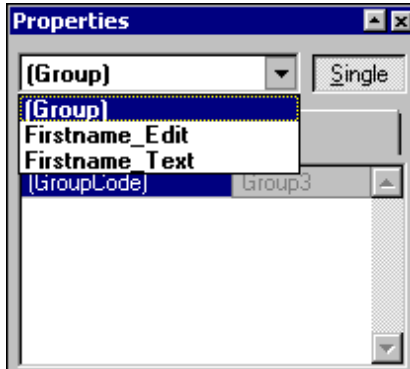 Properties
(Group)
Single
(Group)
Firstname_Edit
Firstname_Text
(GroupCode) Group3